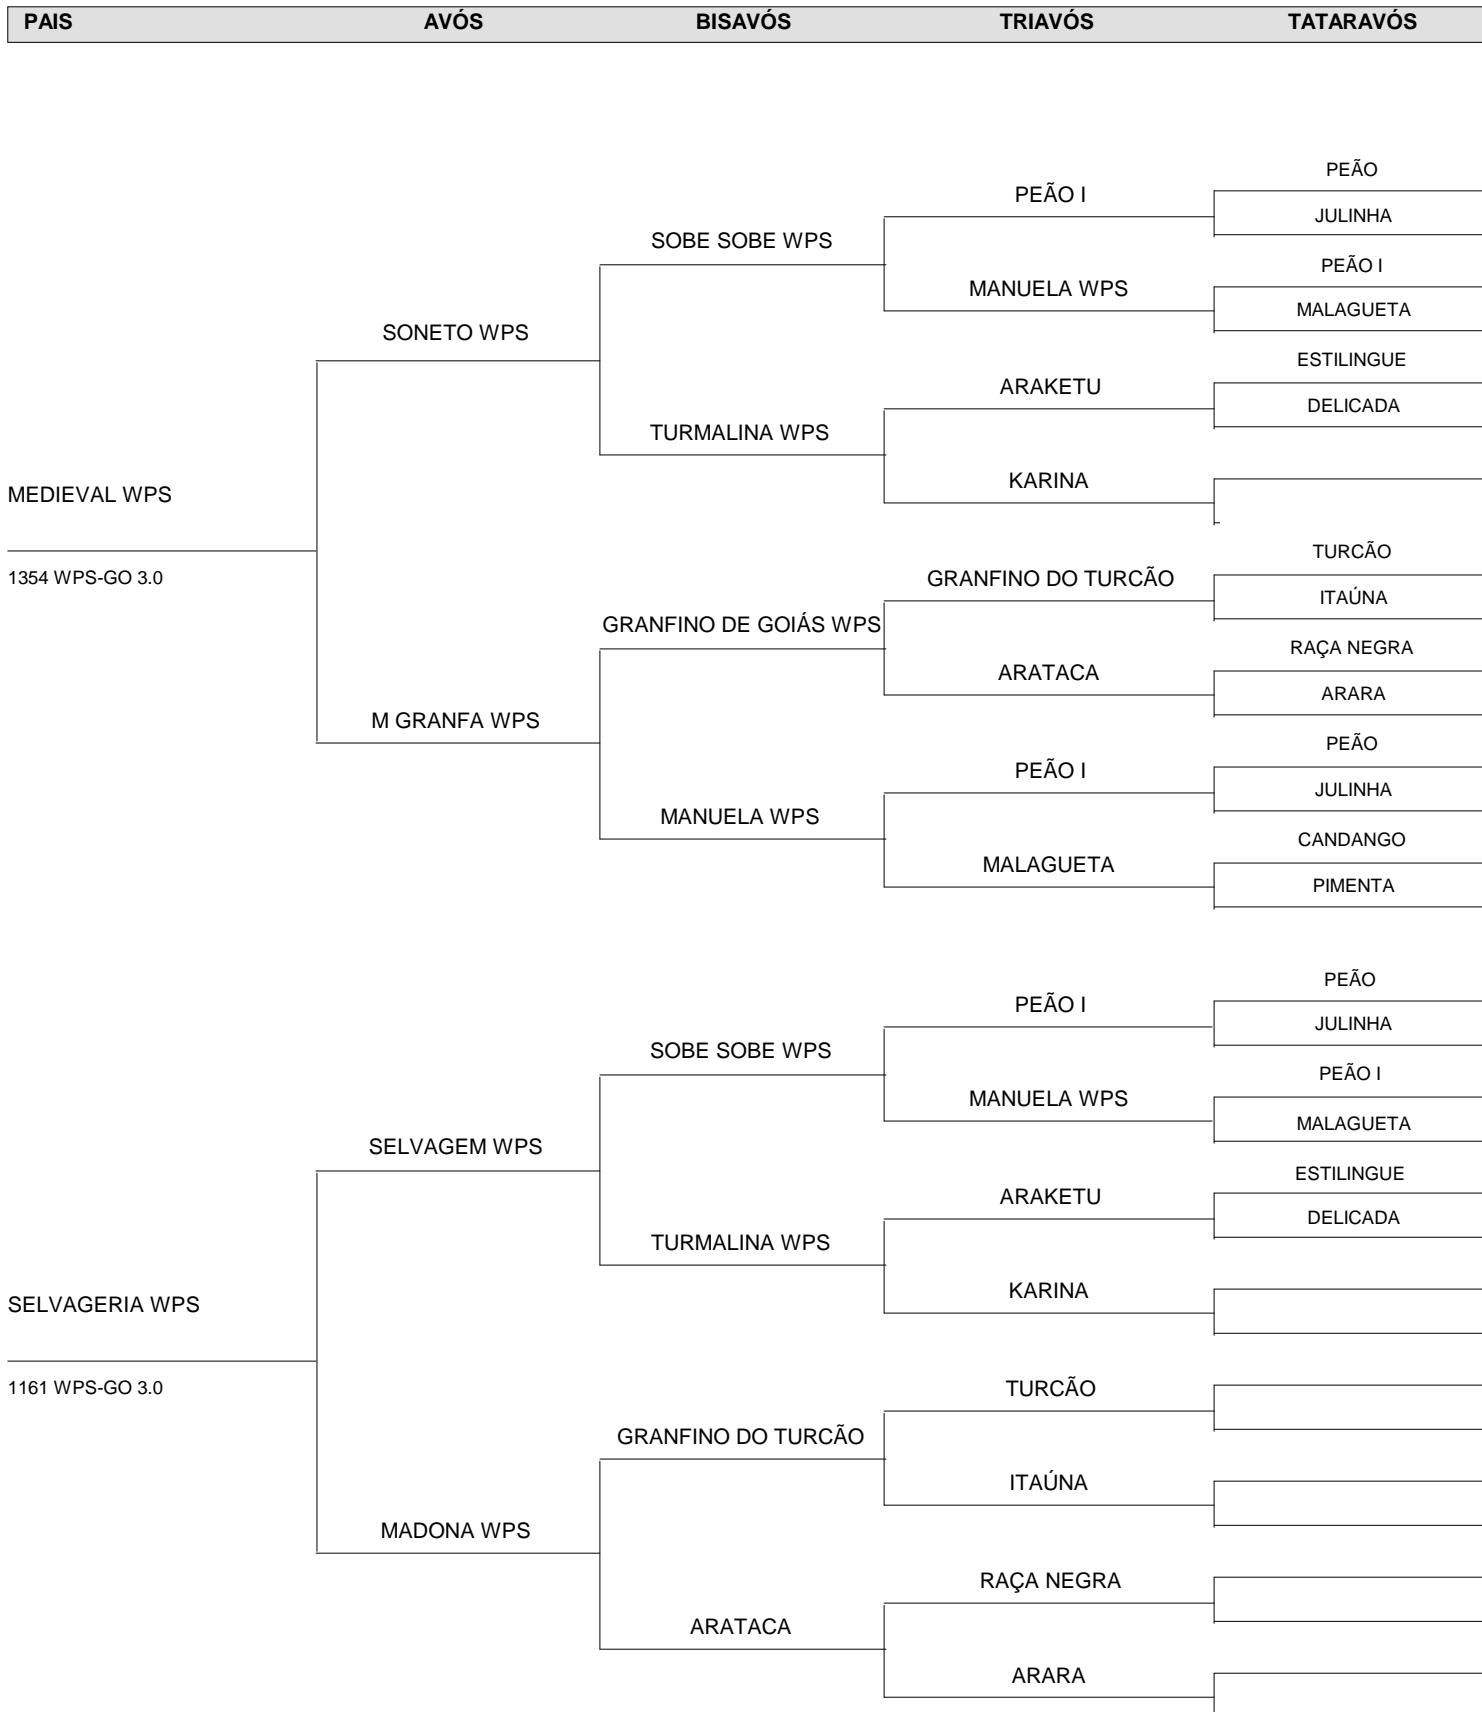 PAIS AVÓS BISAVÓS TRIAVÓS TATARAVÓS
PEÃO
PEÃO I
JULINHA
SOBE SOBE WPS
PEÃO I
MANUELA WPS
MALAGUETA
SONETO WPS
ESTILINGUE
ARAKETU
DELICADA
TURMALINA WPS
KARINA
MEDIEVAL WPS
TURCÃO
1354 WPS-GO 3.0
GRANFINO DO TURCÃO
ITAÚNA
GRANFINO DE GOIÁS WPS
RAÇA NEGRA
ARATACA
ARARA
M GRANFA WPS
PEÃO
PEÃO I
JULINHA
MANUELA WPS
CANDANGO
MALAGUETA
PIMENTA
PEÃO
PEÃO I
JULINHA
SOBE SOBE WPS
PEÃO I
MANUELA WPS
MALAGUETA
SELVAGEM WPS
ESTILINGUE
ARAKETU
DELICADA
TURMALINA WPS
KARINA
SELVAGERIA WPS
1161 WPS-GO 3.0
TURCÃO
GRANFINO DO TURCÃO
ITAÚNA
MADONA WPS
RAÇA NEGRA
ARATACA
ARARA